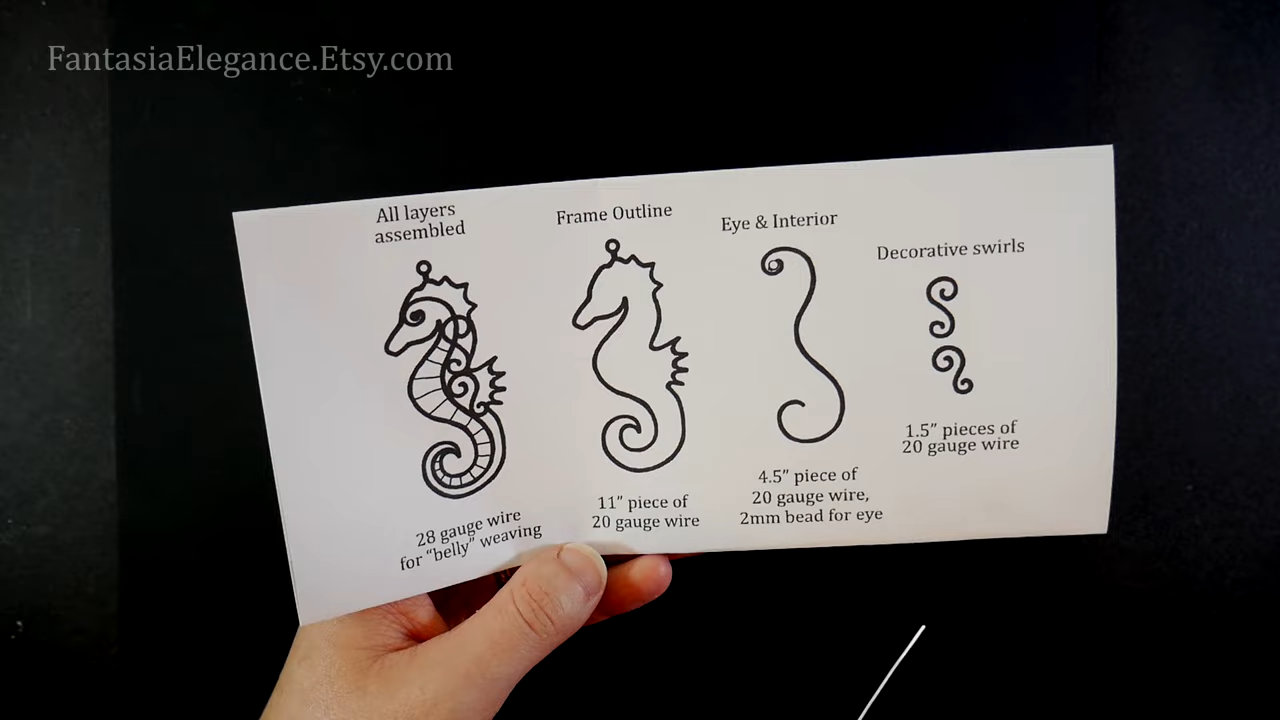 FantasiaElegance.Etsy.com
All layers
assembled
28 gauge wire
for “belly” weaving
Frame Outline
11” piece of
20 gauge wire
Eye & Interior
4.5” piece of
20 gauge wire,
2mm bead for eye
Decorative swirls
1.5” pieces of
20 gauge wire